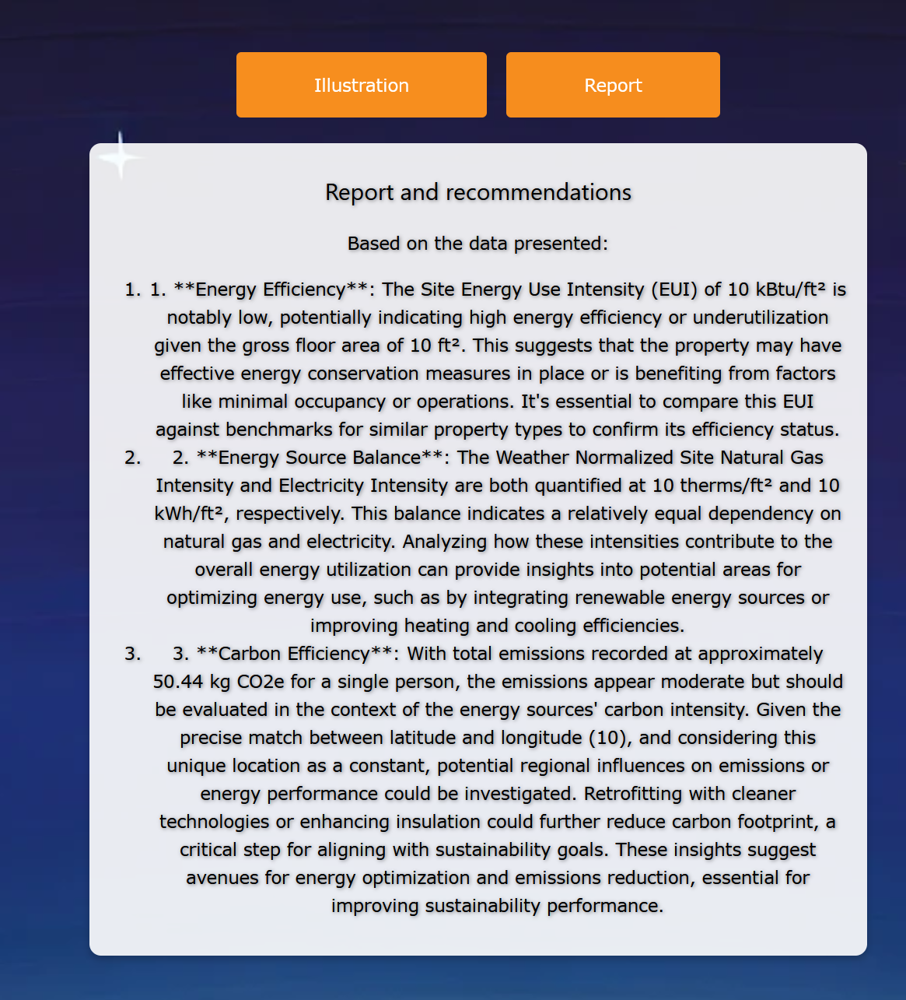 Illustration
Report
Report and recommendations
Based on the data presented:
1. 1. **Energy Efficiency**: The Site Energy Use Intensity (EUI) of 10 kBtu/ft² is
notably low, potentially indicating high energy efficiency or underutilization
given the gross floor area of 10 ft². This suggests that the property may have
effective energy conservation measures in place or is benefiting from factors
like minimal occupancy or operations. It's essential to compare this EUI
against benchmarks for similar property types to confirm its efficiency status.
2. 2. **Energy Source Balance**: The Weather Normalized Site Natural Gas
Intensity and Electricity Intensity are both quantified at 10 therms/ft² and 10
kWh/ft², respectively. This balance indicates a relatively equal dependency on
natural gas and electricity. Analyzing how these intensities contribute to the
overall energy utilization can provide insights into potential areas for
optimizing energy use, such as by integrating renewable energy sources or
improving heating and cooling efficiencies.
3. 3. **Carbon Efficiency**: With total emissions recorded at approximately
50.44 kg CO2e for a single person, the emissions appear moderate but should
be evaluated in the context of the energy sources' carbon intensity. Given the
precise match between latitude and longitude (10), and considering this
unique location as a constant, potential regional influences on emissions or
energy performance could be investigated. Retrofitting with cleaner
technologies or enhancing insulation could further reduce carbon footprint, a
critical step for aligning with sustainability goals. These insights suggest
avenues for energy optimization and emissions reduction, essential for
improving sustainability performance.